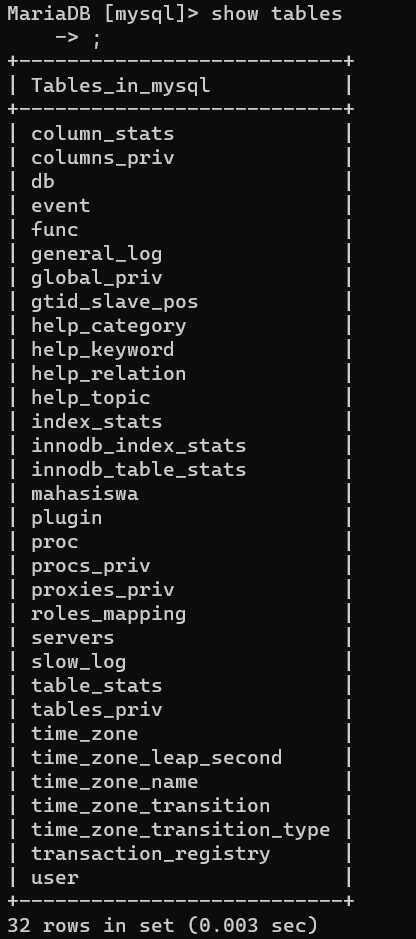 MariaDB [mysql]> show tables
    -> ;
+---------------------------+
| Tables_in_mysql           |
+---------------------------+
| column_stats              |
| columns_priv              |
| db                        |
| event                     |
| func                      |
| general_log               |
| global_priv               |
| gtid_slave_pos            |
| help_category             |
| help_keyword              |
| help_relation             |
| help_topic                |
| index_stats               |
| innodb_index_stats        |
| innodb_table_stats        |
| mahasiswa                 |
| plugin                    |
| proc                      |
| procs_priv                |
| proxies_priv              |
| roles_mapping             |
| servers                   |
| slow_log                  |
| table_stats               |
| tables_priv               |
| time_zone                 |
| time_zone_leap_second     |
| time_zone_name            |
| time_zone_transition      |
| time_zone_transition_type |
| transaction_registry      |
| user                      |
+---------------------------+
32 rows in set (0.003 sec)